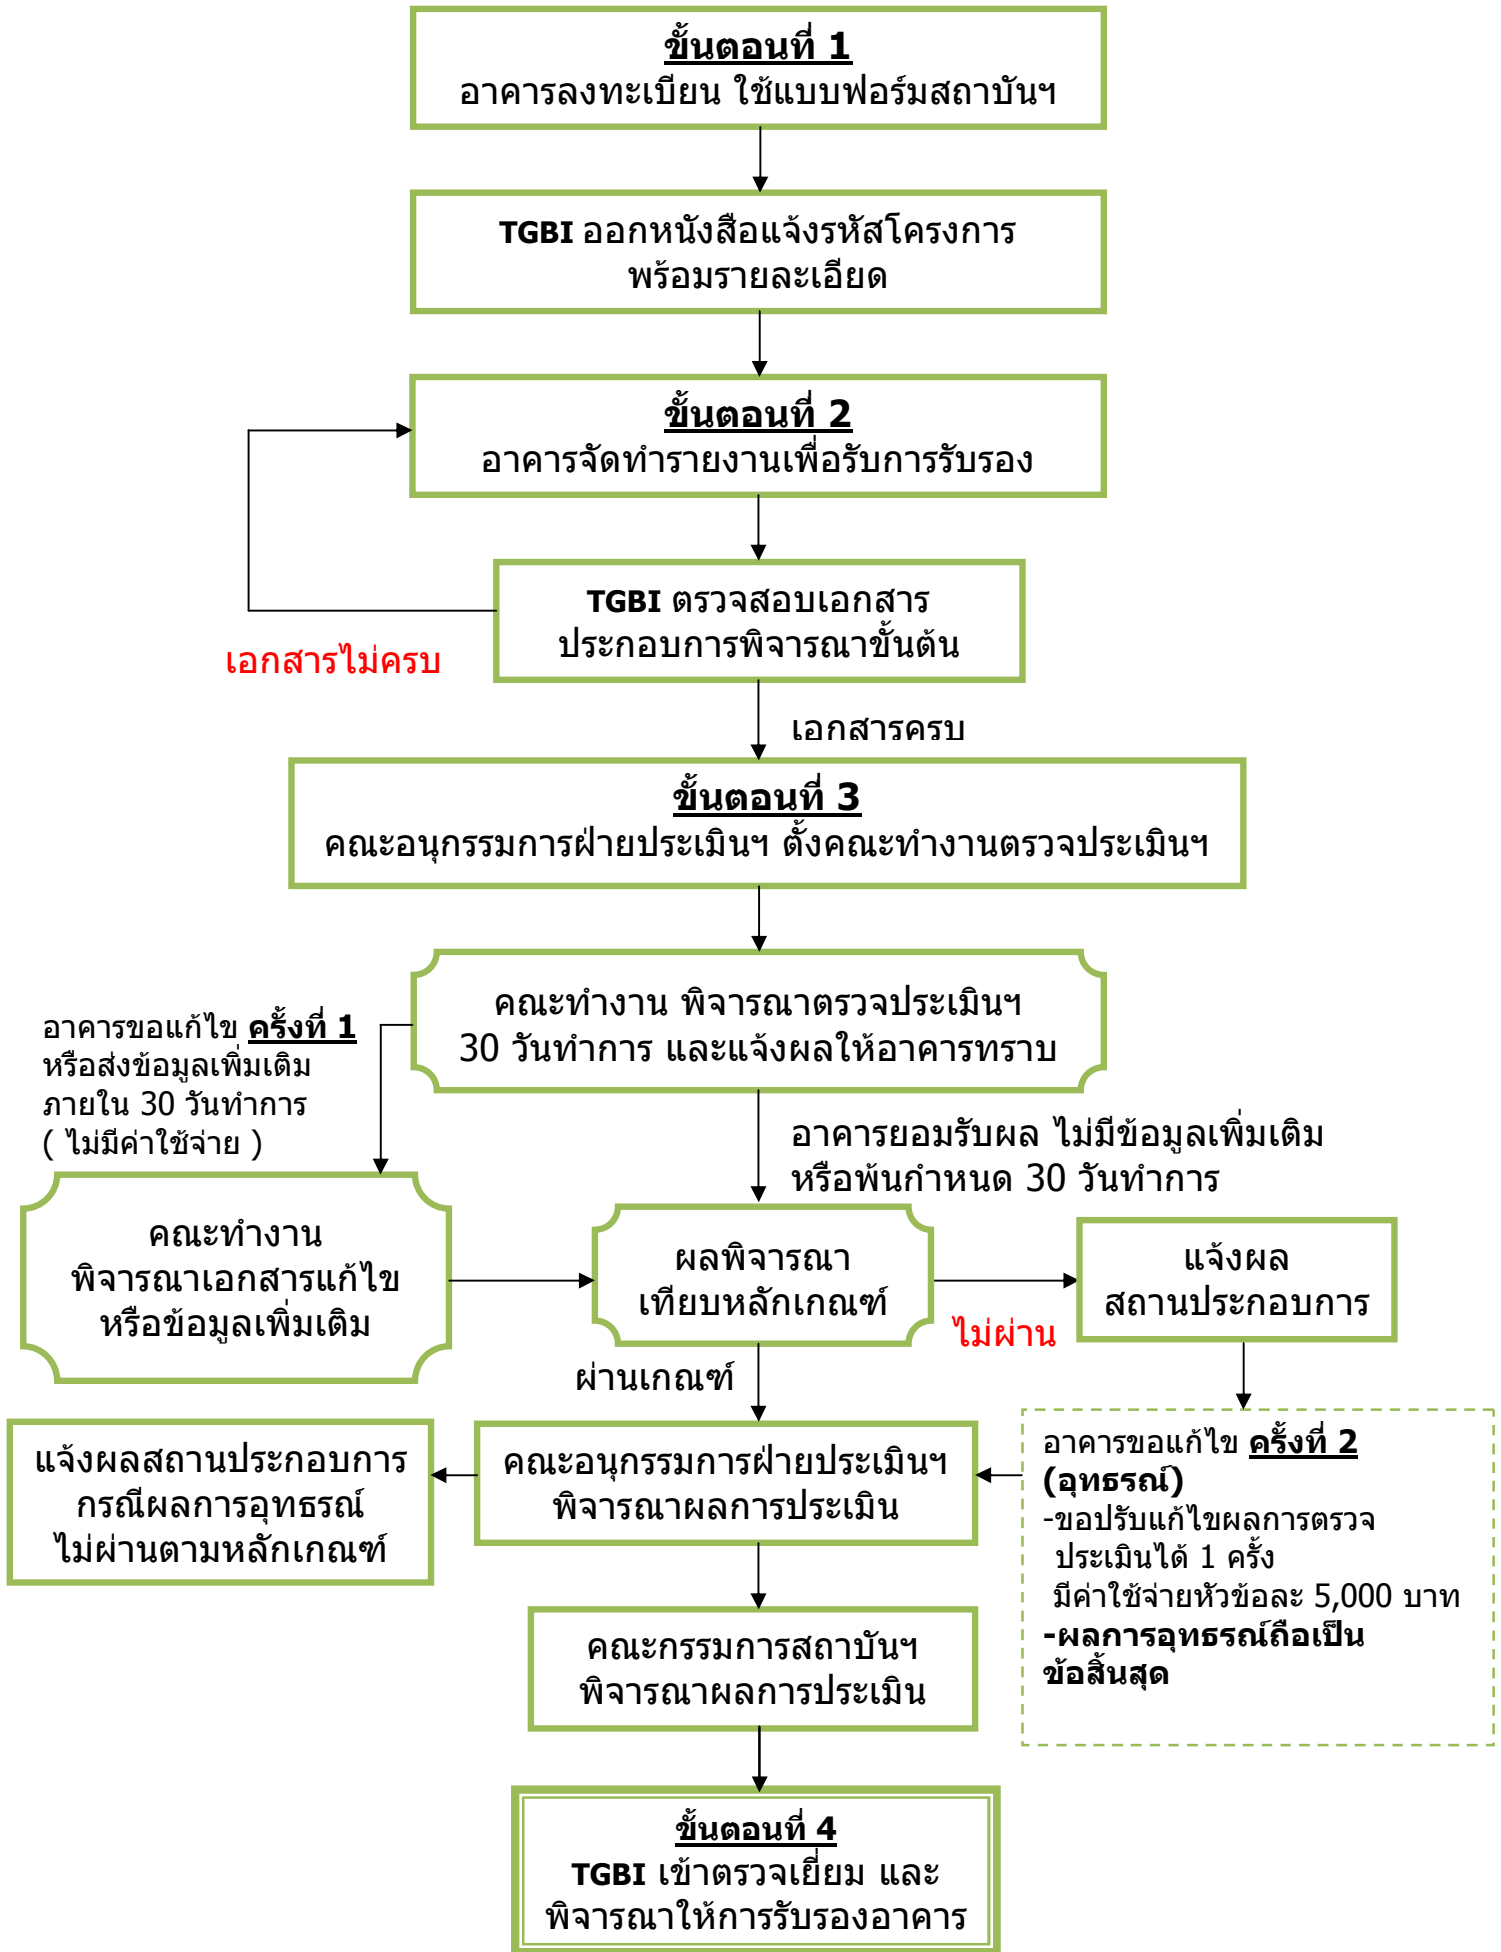 ขั้นตอนที่ 1
อาคารลงทะเบียน ใช้แบบฟอร์มสถาบันฯ
TGBI ออกหนังสือแจ้งรหัสโครงการ
พร้อมรายละเอียด
ขั้นตอนที่ 2
อาคารจัดทำรายงานเพื่อรับการรับรอง
TGBI ตรวจสอบเอกสาร
ประกอบการพิจารณาขั้นต้น
เอกสารไม่ครบ
เอกสารครบ
ขั้นตอนที่ 3
คณะอนุกรรมการฝ่ายประเมินฯ ตั้งคณะทำงานตรวจประเมินฯ
คณะทำงาน พิจารณาตรวจประเมินฯ
30 วันทำการ และแจ้งผลให้อาคารทราบ
อาคารขอแก้ไข ครั้งที่ 1
หรือส่งข้อมูลเพิ่มเติม
ภายใน 30 วันทำการ
( ไม่มีค่าใช้จ่าย )
อาคารยอมรับผล ไม่มีข้อมูลเพิ่มเติม
หรือพ้นกำหนด 30 วันทำการ
คณะทำงาน
พิจารณาเอกสารแก้ไข
หรือข้อมูลเพิ่มเติม
ผลพิจารณา
เทียบหลักเกณฑ์
ไม่ผ่าน
แจ้งผล
สถานประกอบการ
ผ่านเกณฑ์
แจ้งผลสถานประกอบการ
กรณีผลการอุทธรณ์
ไม่ผ่านตามหลักเกณฑ์
คณะอนุกรรมการฝ่ายประเมินฯ
พิจารณาผลการประเมิน
อาคารขอแก้ไข ครั้งที่ 2
(อุทธรณ์)
-ขอปรับแก้ไขผลการตรวจ
ประเมินได้ 1 ครั้ง
มีค่าใช้จ่ายหัวข้อละ 5,000 บาท
-ผลการอุทธรณ์ถือเป็น
ข้อสิ้นสุด
คณะกรรมการสถาบันฯ
พิจารณาผลการประเมิน
ขั้นตอนที่ 4
TGBI เข้าตรวจเยี่ยม และ
พิจารณาให้การรับรองอาคาร